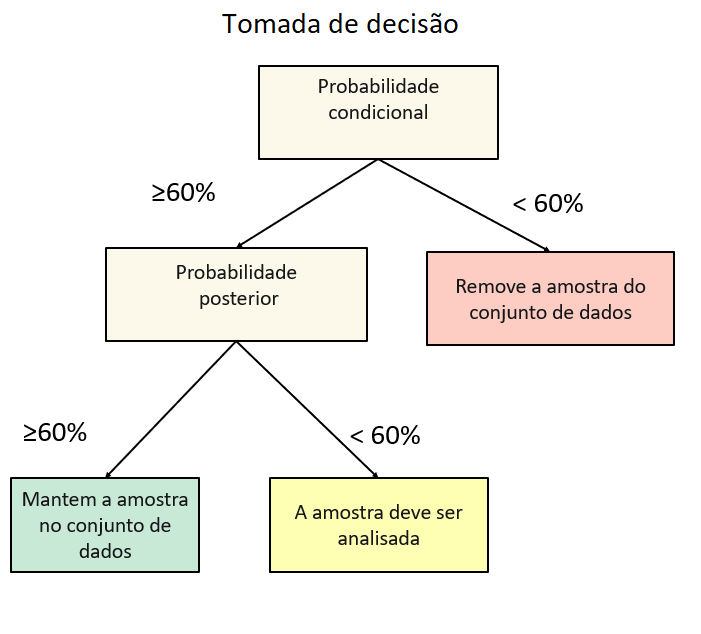 Tomada de decisão
Probabilidade
condicional
≥60%
< 60%
Probabilidade
posterior
Remove a amostra do
conjunto de dados
≥60%
< 60%
Mantem a amostra
no conjunto de
dados
A amostra deve ser
analisada